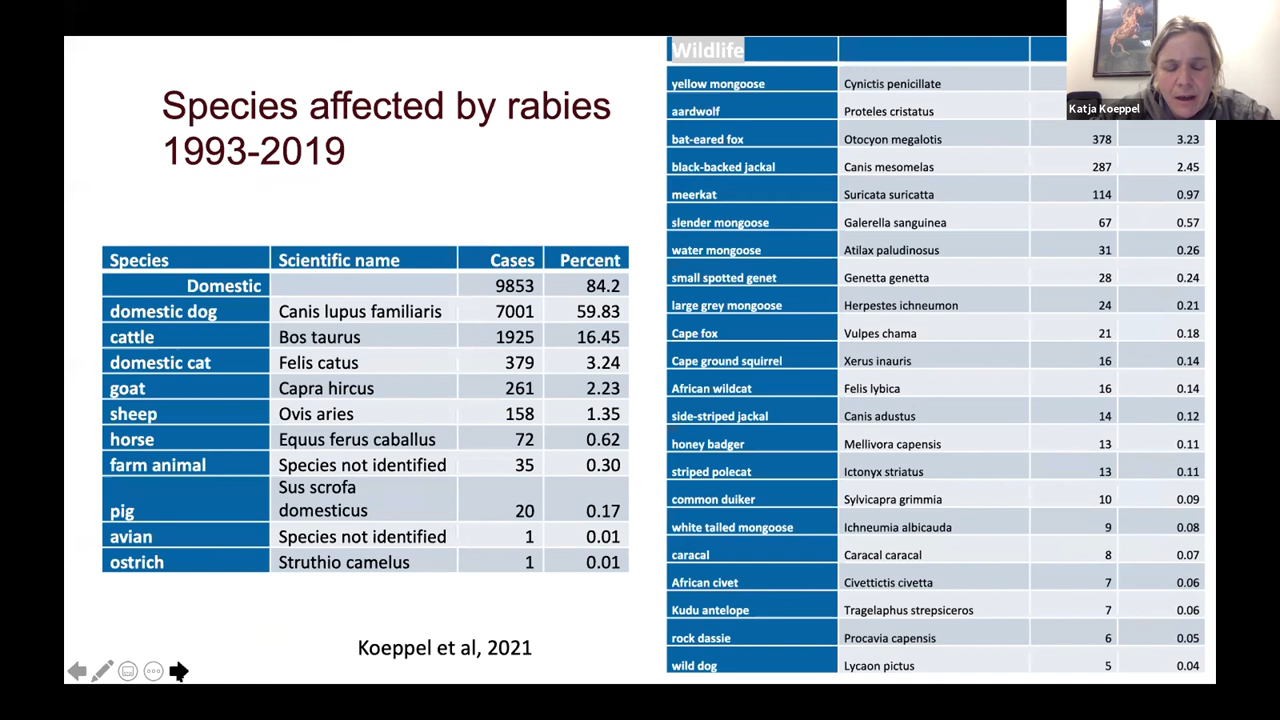 Species affected by rabies
1993-2019
Species Scientific name Cases Percent
Domestic 9853 84.2
domestic dog Canis lupus familiaris 7001 59.83
cattle Bos taurus 1925 16.45
domestic cat Felis catus 379 3.24
goat Capra hircus 261 2.23
sheep Ovis aries 158 1.35
horse Equus ferus caballus 72 0.62
farm animal Species not identified 35 0.30
Sus scrofa
pig domesticus 20 0.17
avian Species not identified 1 0.01
ostrich Struthio camelus 1 0.01
Koeppel et al, 2021
Wildlife
yellow mongoose Cynictis penicillate
aardwolf Proteles cristatus
bat-eared fox Otocyon megalotis 378 3.23
black-backed jackal Canis mesomelas 287 2.45
meerkat Suricata suricatta 114 0.97
slender mongoose Galerella sanguinea 67 0.57
water mongoose Atilax paludinosus 31 0.26
small spotted genet Genetta genetta 28 0.24
large grey mongoose Herpestes ichneumon 24 0.21
Cape fox Vulpes chama 21 0.18
Cape ground squirrel Xerus inauris 16 0.14
African wildcat Felis lybica 16 0.14
side-striped jackal Canis adustus 14 0.12
honey badger Mellivora capensis 13 0.11
striped polecat Ictonyx striatus 13 0.11
common duiker Sylvicapra grimmia 10 0.09
white tailed mongoose Ichneumia albicauda 9 0.08
caracal Caracal caracal 8 0.07
African civet Civettictis civetta 7 0.06
Kudu antelope Tragelaphus strepsiceros 7 0.06
rock dassie Procavia capensis 6 0.05
wild dog Lycaon pictus 5 0.04
Katja Koeppel